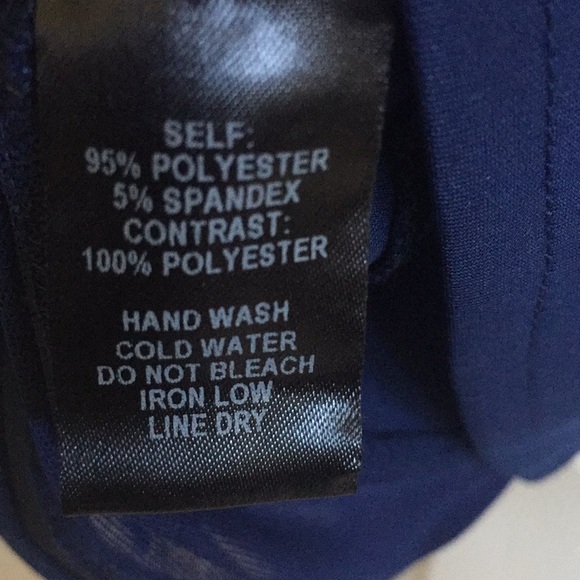 SELF:
95% POLYESTER
5% SPANDEX
CONTRAST:
100% POLYESTER
HAND WASH
COLD WATER
DO NOT BLEACH
IRON LOW
LINE DRY